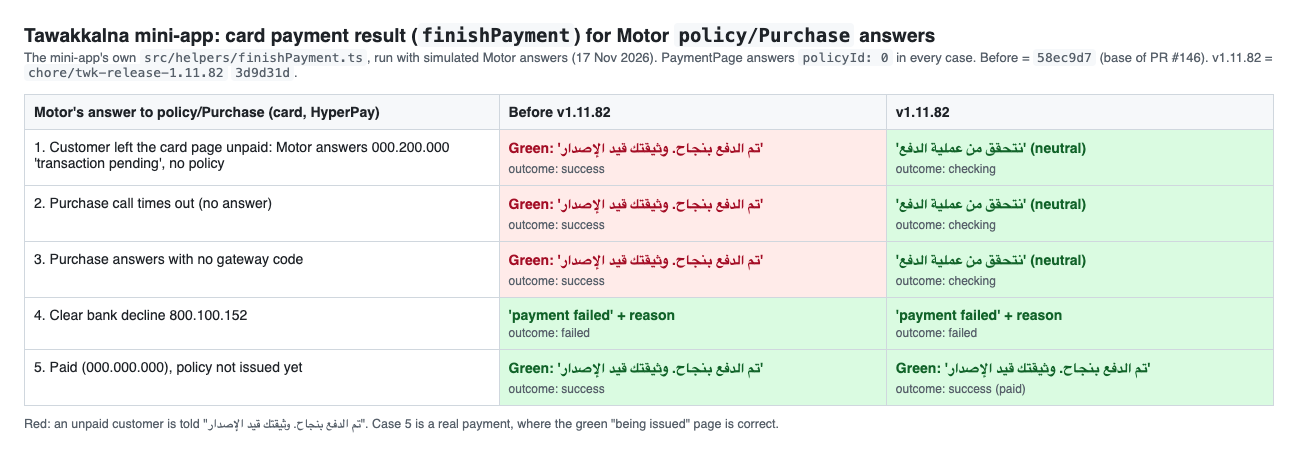 Tawakkalna mini-app: card payment result (finishPayment) for Motor policy/Purchase answers
The mini-app's own src/helpers/finishPayment.ts, run with simulated Motor answers (17 Nov 2026). PaymentPage answers policyId: 0 in every case. Before = 58ec9d7 (base of PR #146). v1.11.82 =
chore/twk-release-1.11.82 3d9d31d.
Motor's answer to policy/Purchase (card, HyperPay)
Before v1.11.82
v1.11.82
1. Customer left the card page unpaid: Motor answers 000.200.000
'transaction pending', no policy
Green: 'تم الدفع بنجاح. وثيقتك قيد الإصدار'
outcome: success
'نتحقق من عملية الدفع' (neutral)
outcome: checking
2. Purchase call times out (no answer)
Green: 'تم الدفع بنجاح. وثيقتك قيد الإصدار'
outcome: success
'نتحقق من عملية الدفع' (neutral)
outcome: checking
3. Purchase answers with no gateway code
Green: 'تم الدفع بنجاح. وثيقتك قيد الإصدار'
outcome: success
'نتحقق من عملية الدفع' (neutral)
outcome: checking
4. Clear bank decline 800.100.152
'payment failed' + reason
outcome: failed
'payment failed' + reason
outcome: failed
5. Paid (000.000.000), policy not issued yet
Green: 'تم الدفع بنجاح. وثيقتك قيد الإصدار'
outcome: success
Green: 'تم الدفع بنجاح. وثيقتك قيد الإصدار'
outcome: success (paid)
Red: an unpaid customer is told "تم الدفع بنجاح. وثيقتك قيد الإصدار". Case 5 is a real payment, where the green "being issued" page is correct.